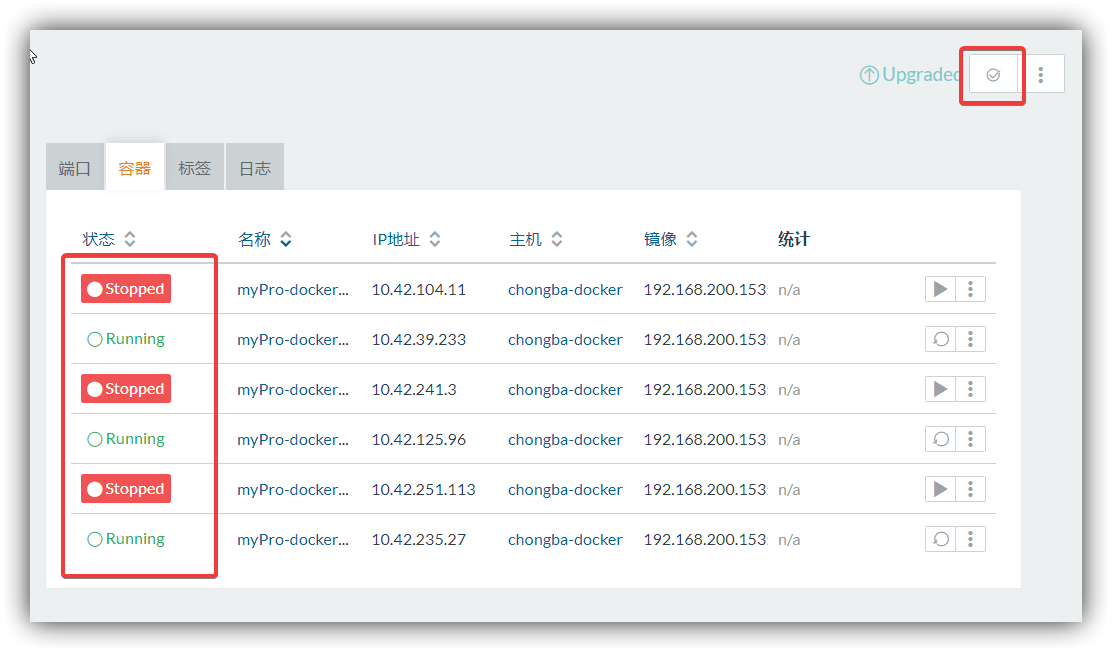 Upgraded
端口 容器 标签 日志
状态 名称 IP地址 主机 镜像 统计
Stopped myPro-docker... 10.42.104.11 chongba-docker 192.168.200.153: n/a
Running myPro-docker... 10.42.39.233 chongba-docker 192.168.200.153: n/a
Stopped myPro-docker... 10.42.241.3 chongba-docker 192.168.200.153: n/a
Running myPro-docker... 10.42.125.96 chongba-docker 192.168.200.153: n/a
Stopped myPro-docker... 10.42.251.113 chongba-docker 192.168.200.153: n/a
Running myPro-docker... 10.42.235.27 chongba-docker 192.168.200.153: n/a